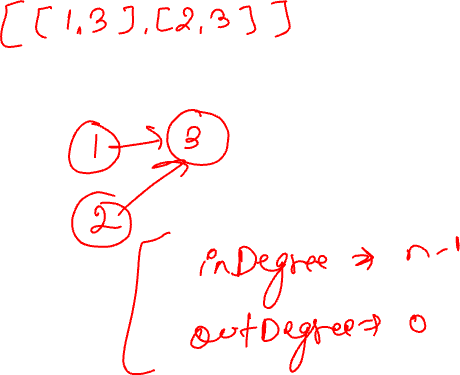 [[1,3],[2,3]]
1 → 3
2
inDegree ⇒ n-1
outDegree ⇒ 0